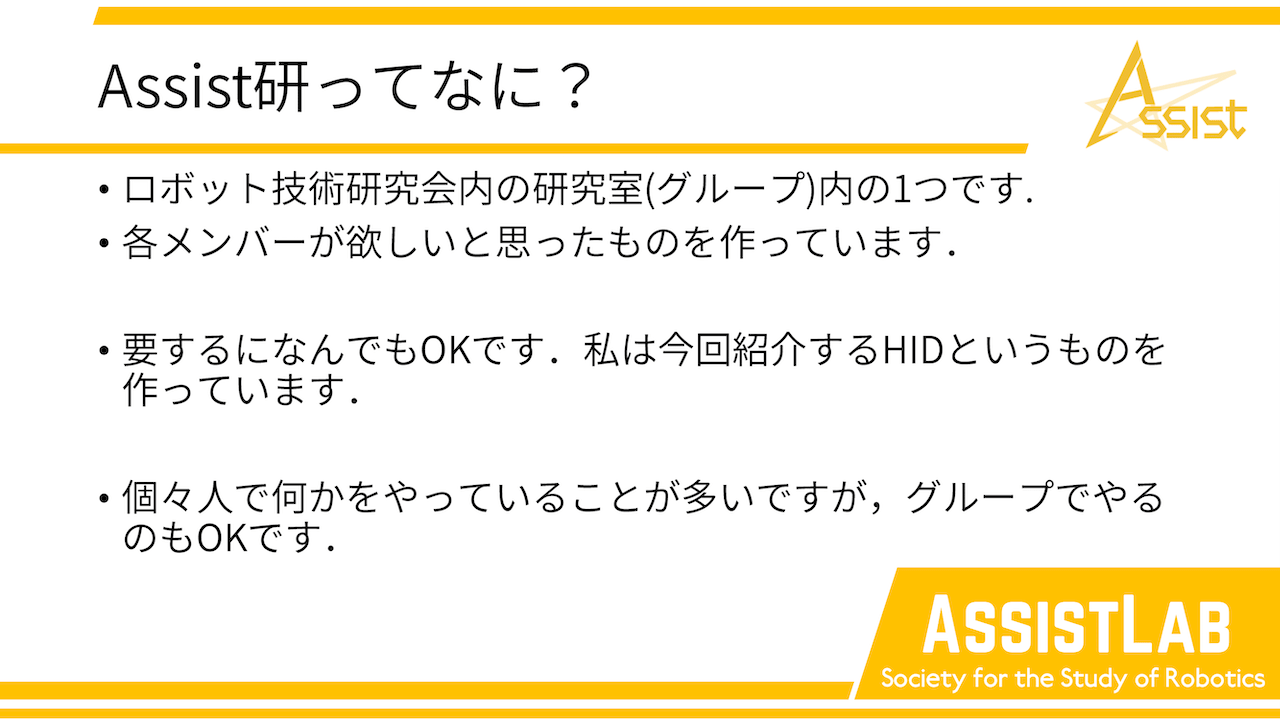 Assist研ってなに？
Assist
• ロボット技術研究会内の研究室(グループ)内の1つです．
• 各メンバーが欲しいと思ったものを作っています．
• 要するになんでもOKです．私は今回紹介するHIDというものを
作っています．
• 個々人で何かをやっていることが多いですが，グループでやる
のもOKです．
AssistLab
Society for the Study of Robotics